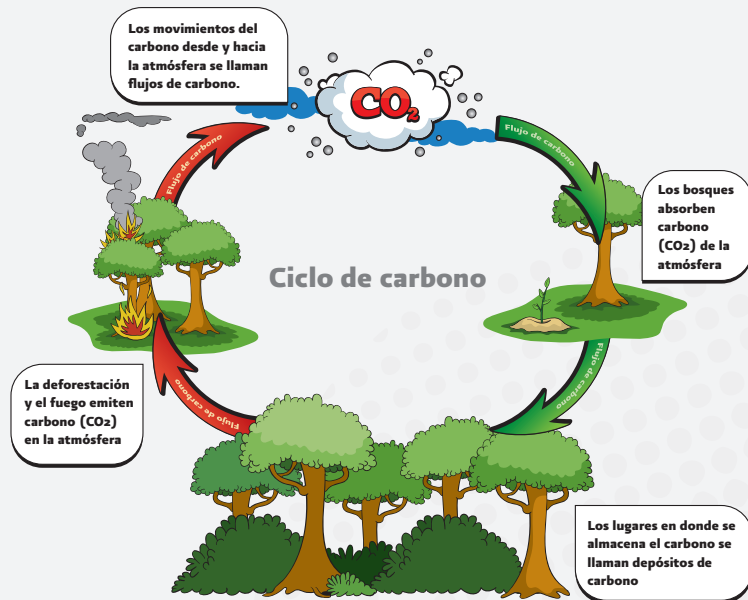 Los movimientos del
carbono desde y hacia
la atmósfera se llaman
flujos de carbono.
CO2
Flujo de carbono
Flujo de carbono
Los bosques
absorben
carbono
(CO2) de la
atmósfera
Ciclo de carbono
Flujo de carbono
La deforestación
y el fuego emiten
carbono (CO2)
en la atmósfera
Flujo de carbono
Los lugares en donde se
almacena el carbono se
llaman depósitos de
carbono